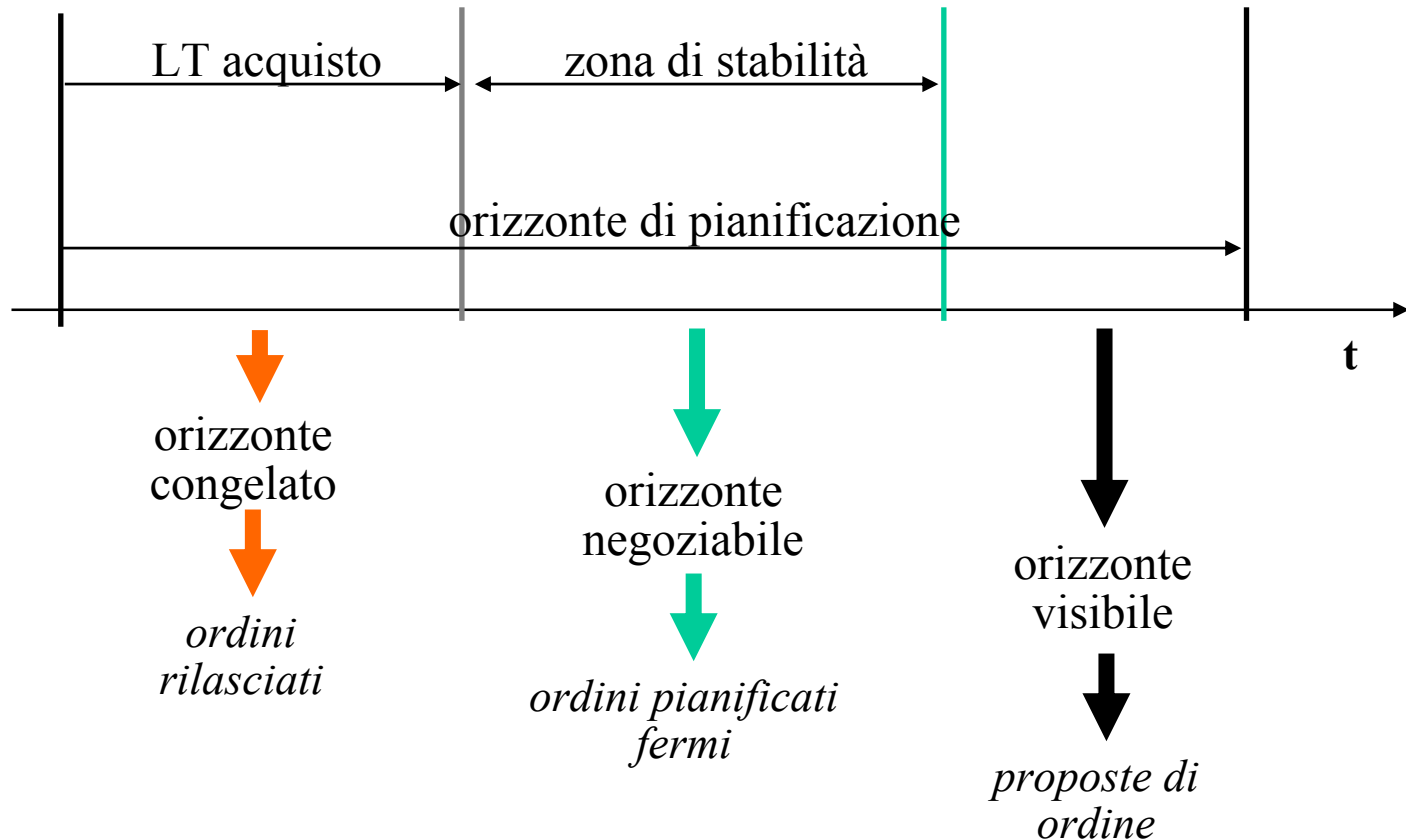 LT acquisto
zona di stabilità
orizzonte di pianificazione
t
orizzonte
congelato
ordini
rilasciati
orizzonte
negoziabile
ordini pianificati
fermi
orizzonte
visibile
proposte di
ordine